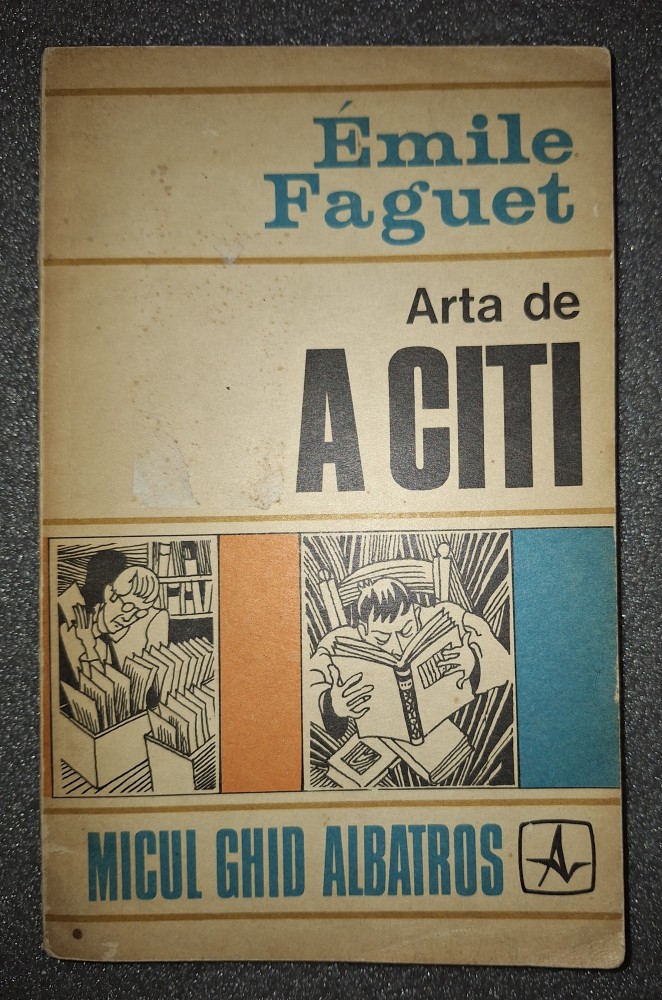 Émile
Faguet
Arta de
A CITI
MICUL GHID ALBATROS